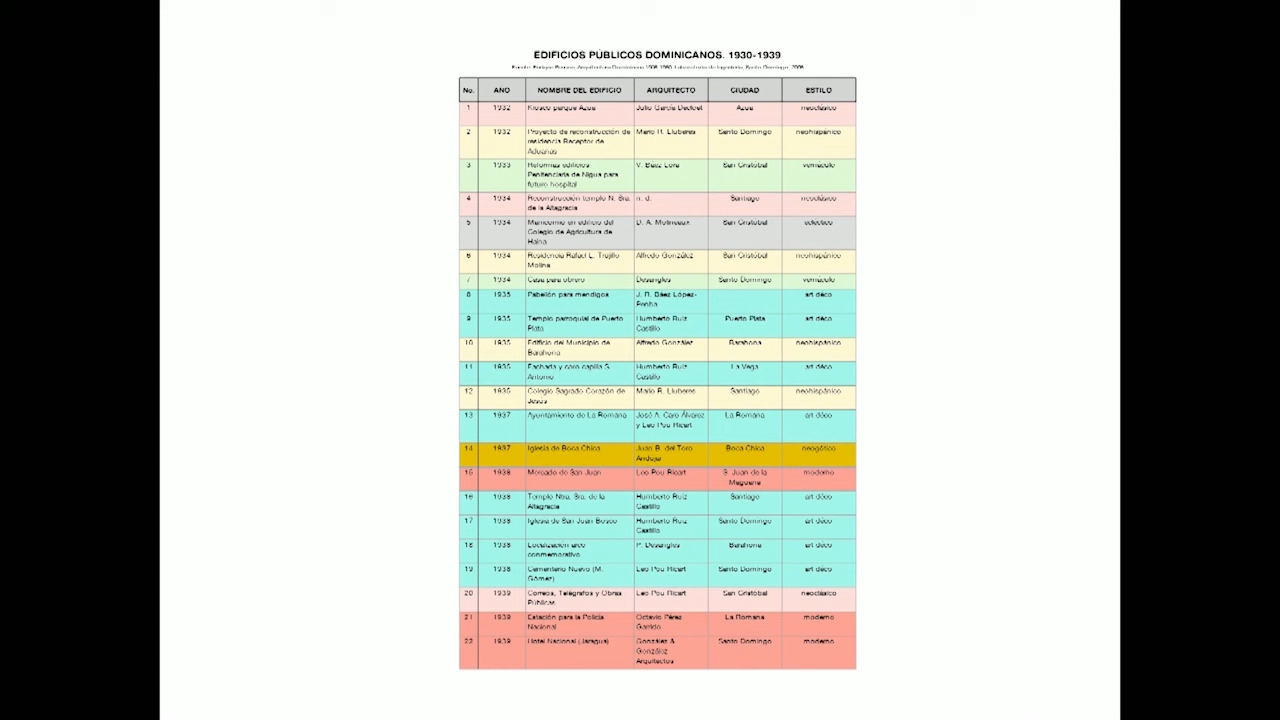 EDIFICIOS PÚBLICOS DOMINICANOS. 1930-1939
No. AÑO NOMBRE DEL EDIFICIO ARQUITECTO CIUDAD ESTILO
1 1932 Kiosco parque Azua Julio García Azua neoclásico
2 1932 Proyecto de reconstrucción de Mario R. Lluberes Santo Domingo neohispánico
residencia Receptor de
Aduanas
3 1933 Reformas edificios V. Báez Lora San Cristóbal vernáculo
Penitenciaria de Nigua para
futuro hospital
4 1934 Reconstrucción templo N. Sra. n. d. Santiago neoclásico
de la Altagracia
5 1934 Manicomio en edificio del D. A. San Cristóbal ecléctico
Colegio de Agricultura de
Haina
6 1934 Residencia Rafael L. Trujillo Alfredo González San Cristóbal neohispánico
Molina
7 1934 Casa para obrero Desangles Santo Domingo vernáculo
8 1935 Pabelón para mendigos J. R. Báez López- art déco
Penha
9 1935 Templo parroquial de Puerto Humberto Ruiz Puerto Plata art déco
Plata Castillo
10 1935 Edificio del Municipio de Alfredo González Barahona neohispánico
Barahona
11 Fachada y coro capilla S. Humberto Ruiz La Vega art déco
Antonio Castillo
12 Colegio Sagrado Corazón de Mario R. Lluberes Santiago neohispánico
Jesús
13 1937 Ayuntamiento de La Romana José A. Caro Álvarez La Romana art déco
y Leo Pou Ricart
14 1937 Iglesia de Boca Chica Juan B. del Toro Boca Chica neogótico
Andujar
15 1938 Mercado de San Juan Leo Pou Ricart S. Juan de la moderno
Maguana
16 1938 Templo Ntra. Sra. de la Humberto Ruiz Santiago art déco
Altagracia Castillo
17 1938 Iglesia de San Juan Bosco Humberto Ruiz Santo Domingo art déco
Castillo
18 1938 Localización arco P. Desangles Barahona art déco
conmemorativo
19 1938 Cementerio Nuevo (M. Leo Pou Ricart Santo Domingo art déco
Gómez)
20 1939 Correos, Telégrafos y Obras Leo Pou Ricart San Cristóbal neoclásico
Públicas
21 1939 Estación para la Policía Octavio Pérez La Romana moderno
Nacional Garrido
22 1939 Hotel Nacional (Jaragua) González & Santo Domingo moderno
González
Arquitectos